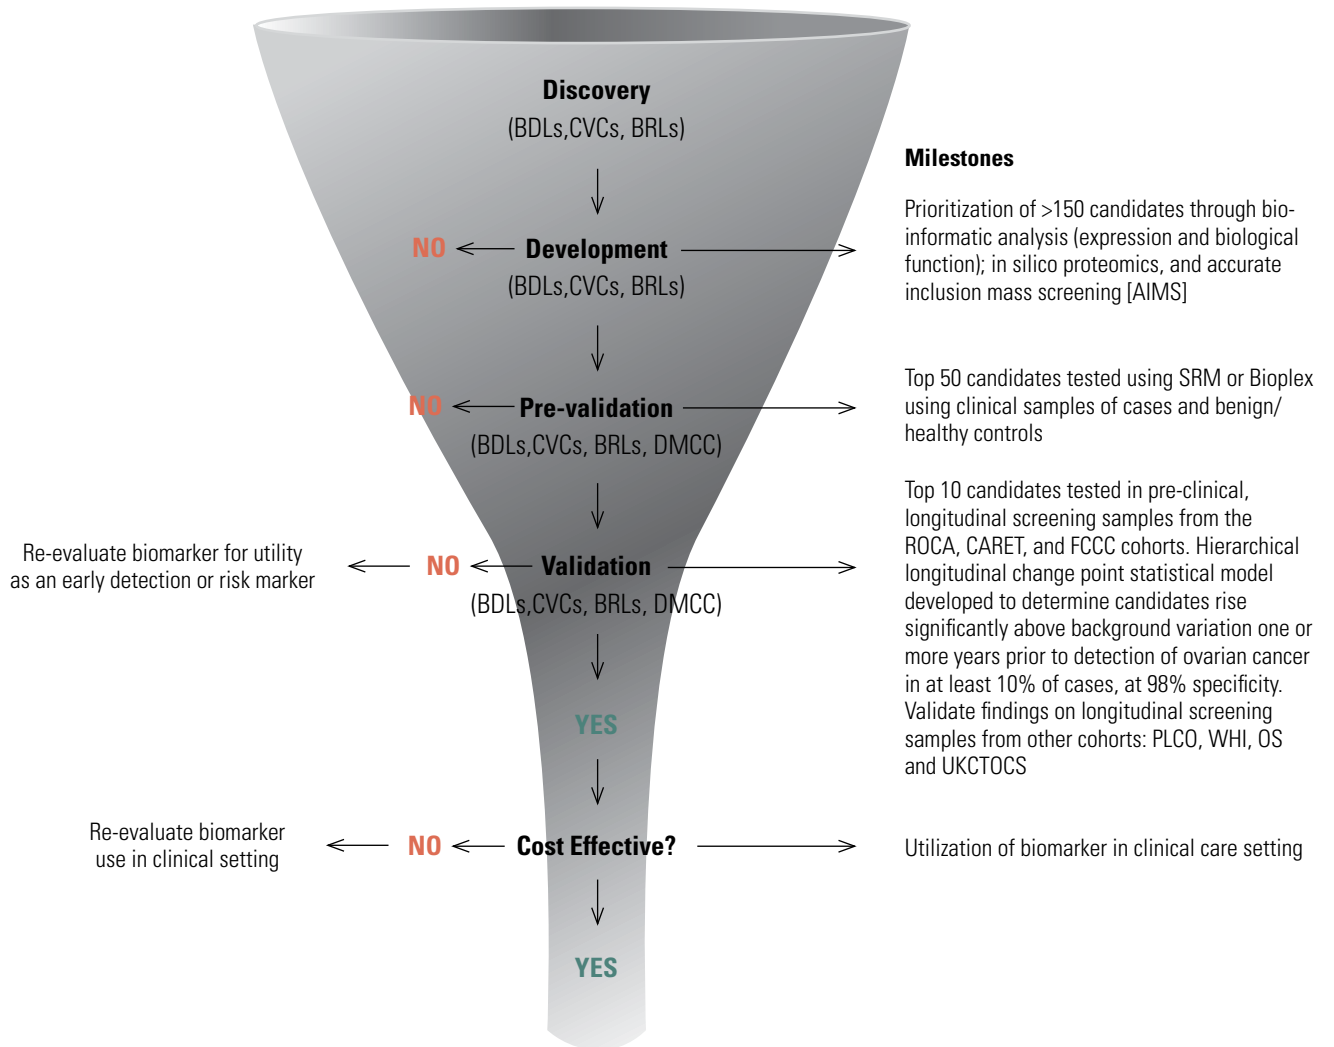 Discovery
(BDLs,CVCs, BRLs)
Milestones
NO
Development
(BDLs,CVCs, BRLs)
Prioritization of >150 candidates through bio-
informatic analysis (expression and biological
function); in silico proteomics, and accurate
inclusion mass screening [AIMS]
NO
Pre-validation
(BDLs,CVCs, BRLs, DMCC)
Top 50 candidates tested using SRM or Bioplex
using clinical samples of cases and benign/
healthy controls
Re-evaluate biomarker for utility
as an early detection or risk marker
NO
Validation
(BDLs,CVCs, BRLs, DMCC)
Top 10 candidates tested in pre-clinical,
longitudinal screening samples from the
ROCA, CARET, and FCCC cohorts. Hierarchical
longitudinal change point statistical model
developed to determine candidates rise
significantly above background variation one or
more years prior to detection of ovarian cancer
in at least 10% of cases, at 98% specificity.
Validate findings on longitudinal screening
samples from other cohorts: PLCO, WHI, OS
and UKCTOCS
YES
Re-evaluate biomarker
use in clinical setting
NO
Cost Effective?
Utilization of biomarker in clinical care setting
YES